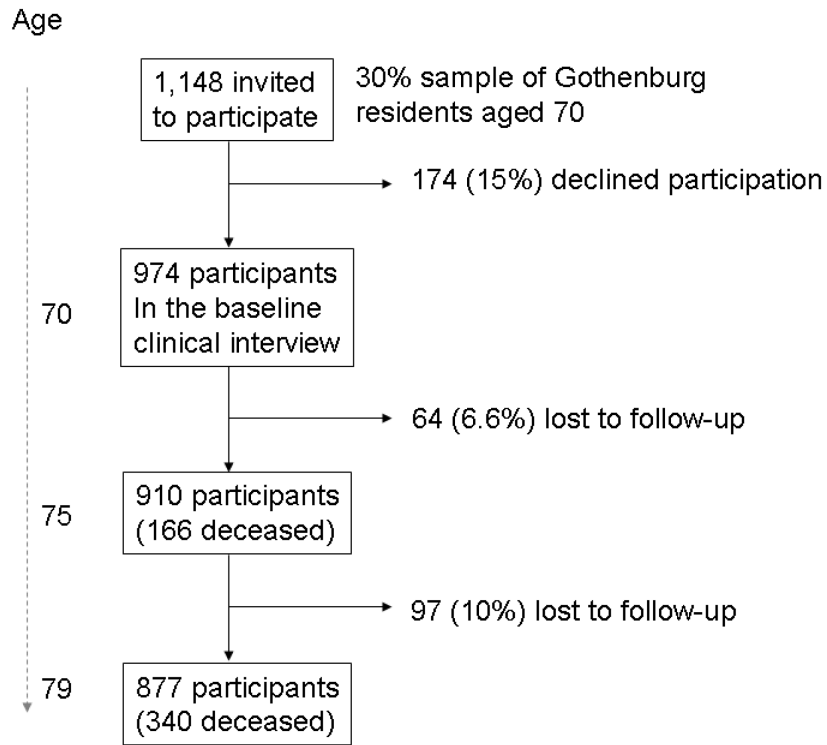 Age
1,148 invited
to participate
30% sample of Gothenburg
residents aged 70
174 (15%) declined participation
70
974 participants
In the baseline
clinical interview
64 (6.6%) lost to follow-up
75
910 participants
(166 deceased)
97 (10%) lost to follow-up
79
877 participants
(340 deceased)